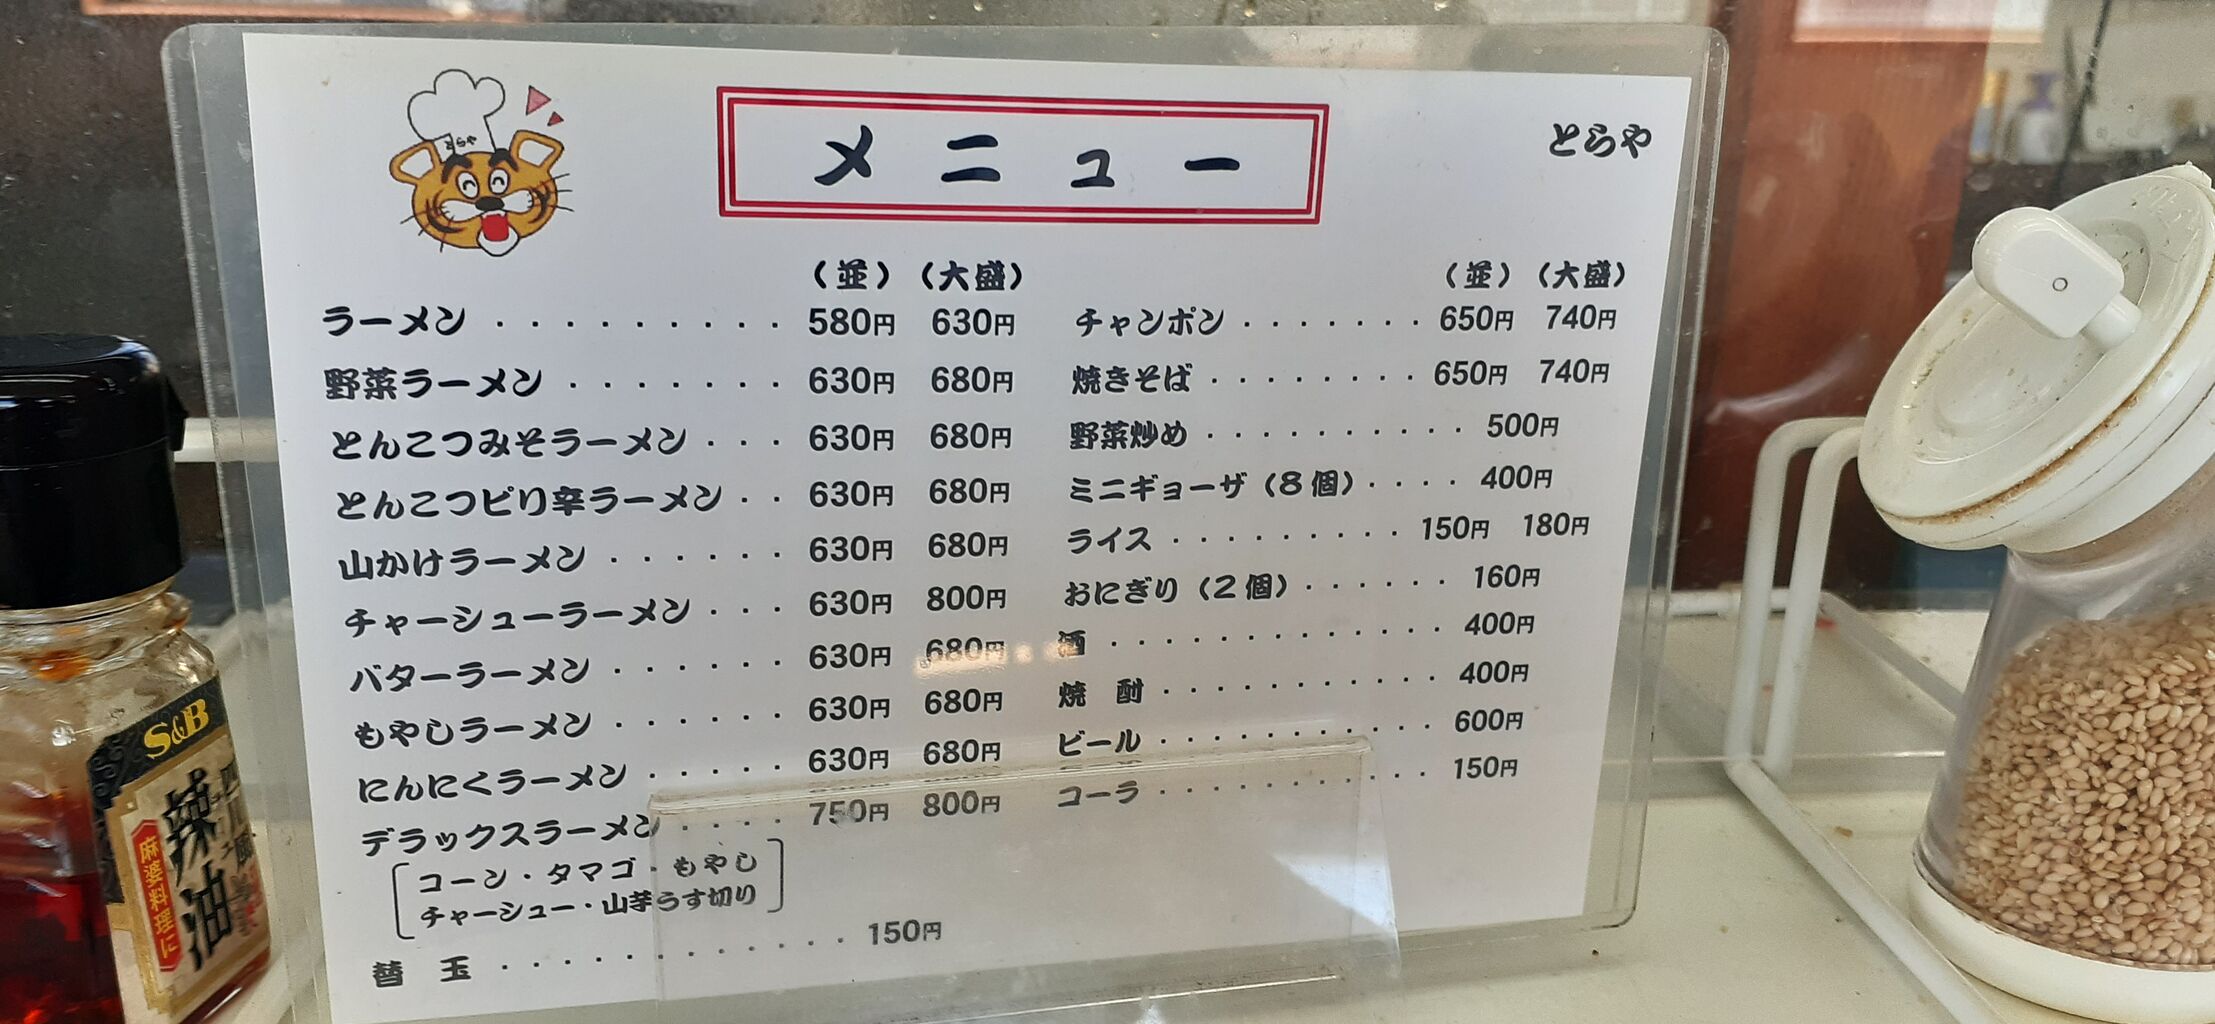 とらや
メニュー
とらや
(並) (大盛)
ラーメン ・・・・・・・・・・ 580円 630円
野菜ラーメン ・・・・・・・ 630円 680円
とんこつみそラーメン ・・・ 630円 680円
とんこつピリ辛ラーメン ・・ 630円 680円
山かけラーメン ・・・・・・ 630円 680円
チャーシューラーメン ・・・ 630円 800円
バターラーメン ・・・・・・ 630円 680円
もやしラーメン ・・・・・・ 630円 680円
にんにくラーメン ・・・・・ 630円 680円
デラックスラーメン ・・・・ 750円 800円
コーン・タマゴ・もやし
チャーシュー・山芋うす切り
替 玉 ・・・・・・・・・・・ 150円
(並) (大盛)
チャンポン ・・・・・・・ 650円 740円
焼きそば ・・・・・・・・ 650円 740円
野菜炒め ・・・・・・・・・・ 500円
ミニギョーザ(8個)・・・・ 400円
ライス ・・・・・・・・・ 150円 180円
おにぎり(2個)・・・・・・ 160円
酒 ・・・・・・・・・・・・・ 400円
焼 酎 ・・・・・・・・・・・ 400円
ビール ・・・・・・・・・・・ 600円
コーラ ・・・・・・・・・・・ 150円
S&B
辣油
麻婆料理に